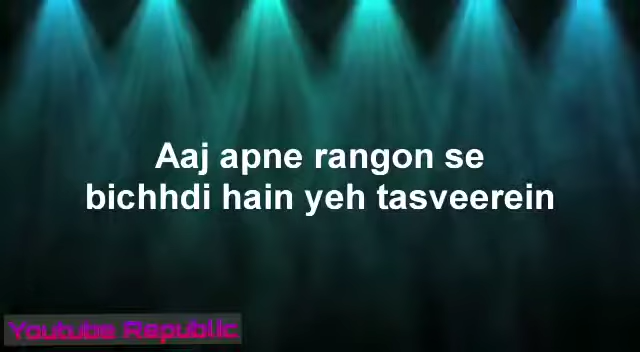 Aaj apne rangon se
bichhdi hain yeh tasveerein
Youtube Republic